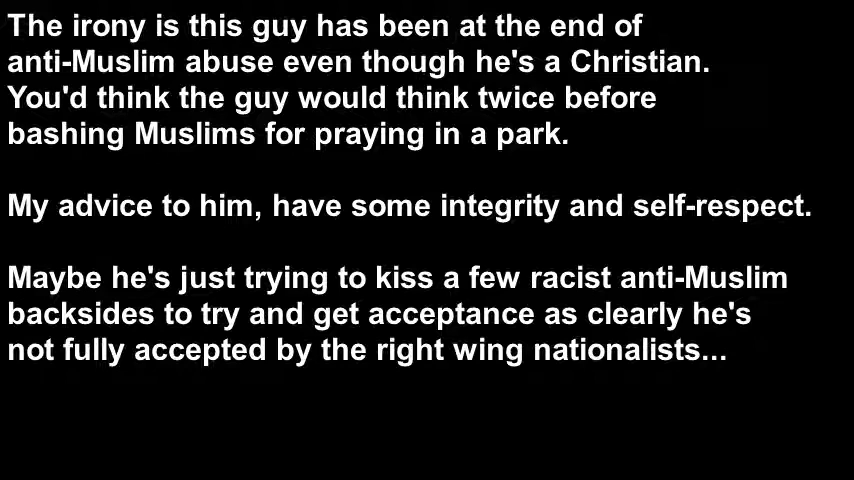 The irony is this guy has been at the end of
anti-Muslim abuse even though he's a Christian.
You'd think the guy would think twice before
bashing Muslims for praying in a park.
My advice to him, have some integrity and self-respect.
Maybe he's just trying to kiss a few racist anti-Muslim
backsides to try and get acceptance as clearly he's
not fully accepted by the right wing nationalists...